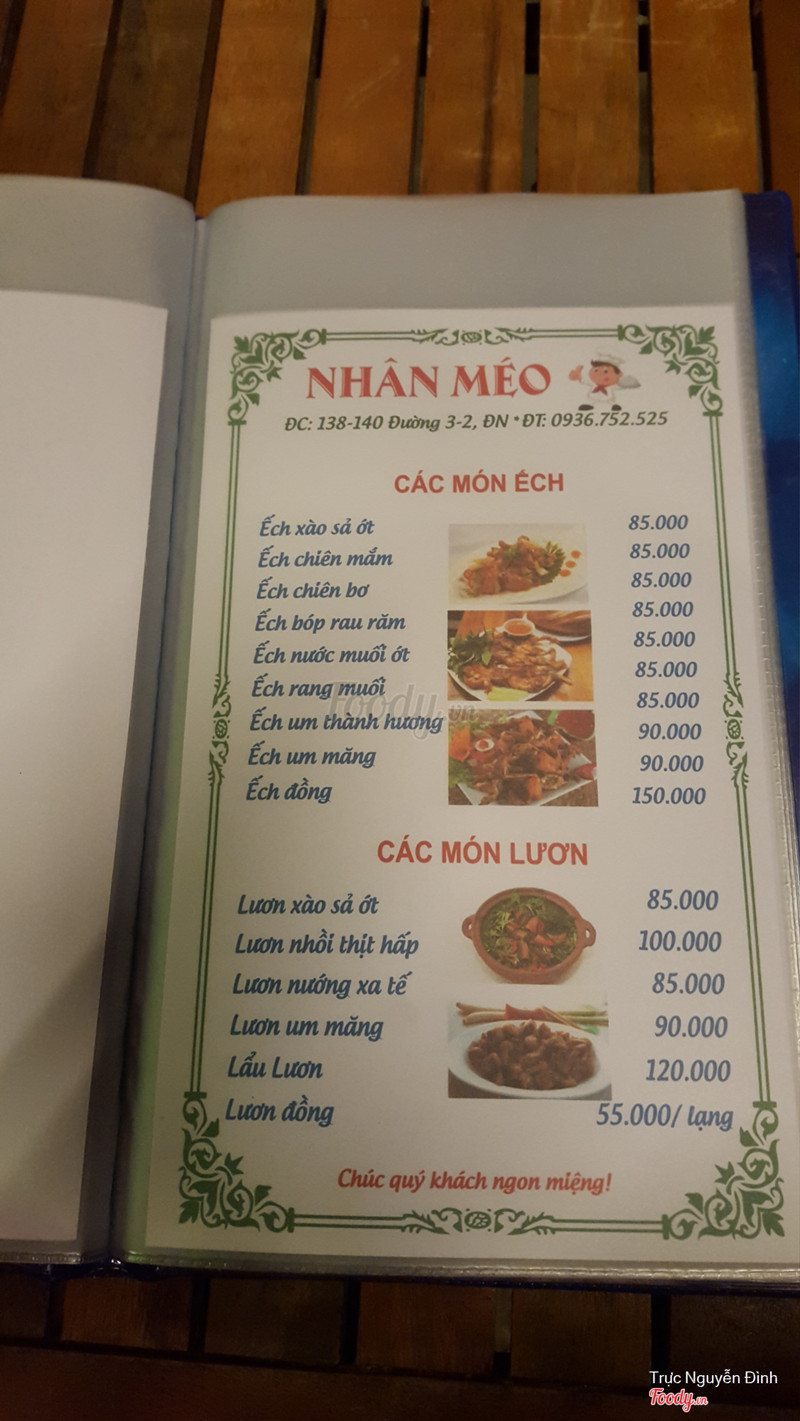 NHÂN MÉO
ĐC: 138-140 Đường 3-2, ĐN * ĐT: 0936.752.525
CÁC MÓN ẾCH
Ếch xào sả ớt
Ếch chiên mắm
Ếch chiên bơ
Ếch bóp rau răm
Ếch nước muối ớt
Ếch rang muối
Ếch um thành hương
Ếch um măng
Ếch đồng
85.000
85.000
85.000
85.000
85.000
85.000
85.000
90.000
90.000
150.000
CÁC MÓN LƯƠN
Lươn xào sả ớt 85.000
Lươn nhồi thịt hấp 100.000
Lươn nướng xa tế 85.000
Lươn um măng 90.000
Lẩu Lươn 120.000
Lươn đồng 55.000/ lạng
Chúc quý khách ngon miệng!
Foody.vn
Trực Nguyễn Đình
Foody.vn